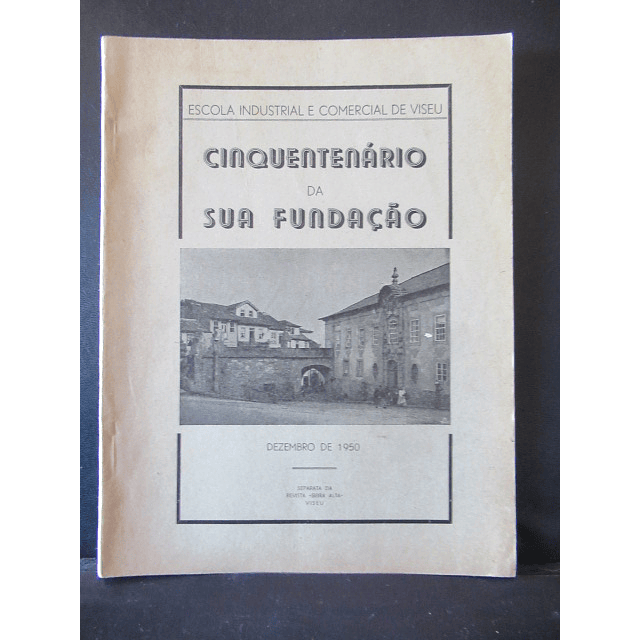 ESCOLA INDUSTRIAL E COMERCIAL DE VISEU
CINQUENTENÁRIO
DA
SUA FUNDAÇÃO
DEZEMBRO DE 1950
SEPARATA DA
REVISTA «BEIRA ALTA»
VISEU